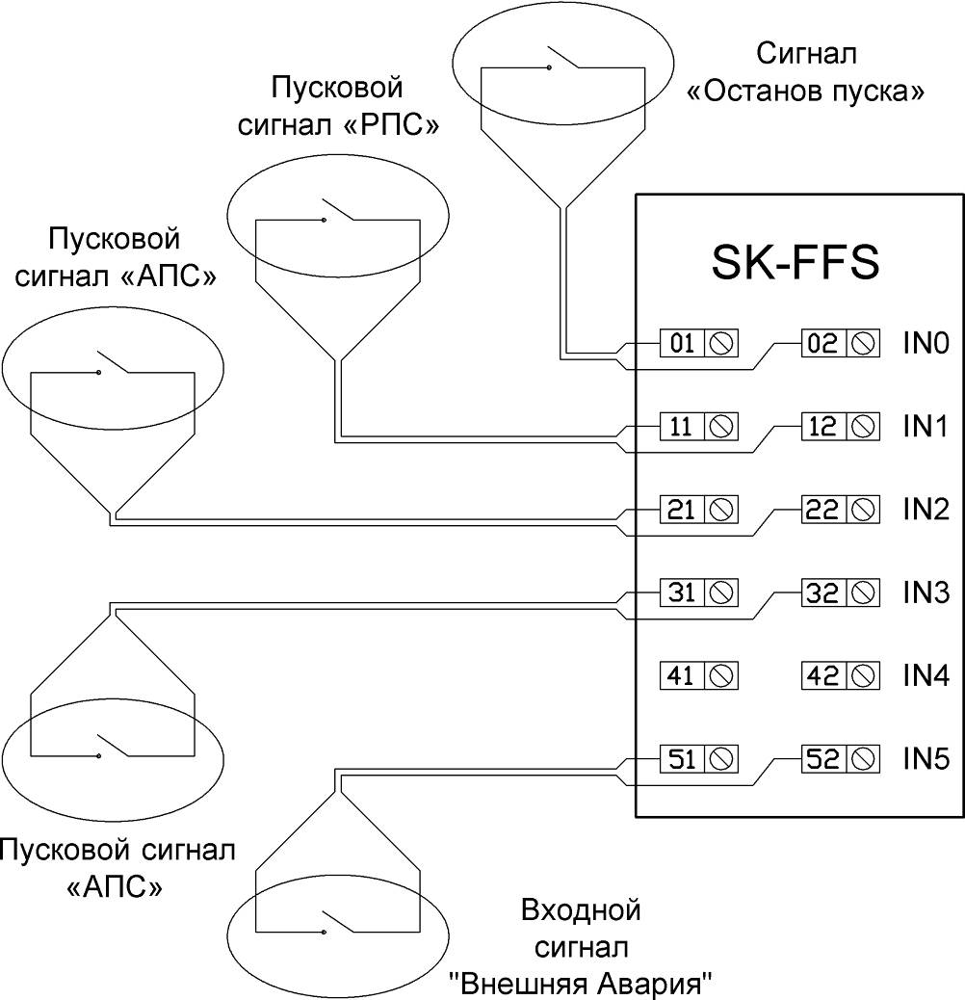 Сигнал
«Останов пуска»
Пусковой
сигнал «РПС»
Пусковой
сигнал «АПС»
SK-FFS
01 02 IN0
11 12 IN1
21 22 IN2
31 32 IN3
41 42 IN4
51 52 IN5
Пусковой сигнал
«АПС»
Входной
сигнал
"Внешняя Авария"